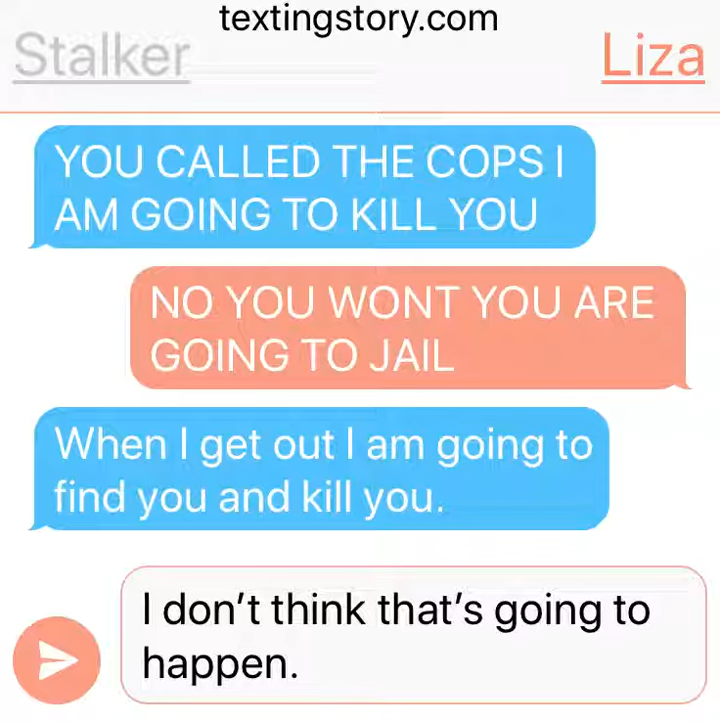 textingstory.com
Stalker
Liza
YOU CALLED THE COPS I
AM GOING TO KILL YOU
NO YOU WONT YOU ARE
GOING TO JAIL
When I get out I am going to
find you and kill you.
I don’t think that’s going to
happen.